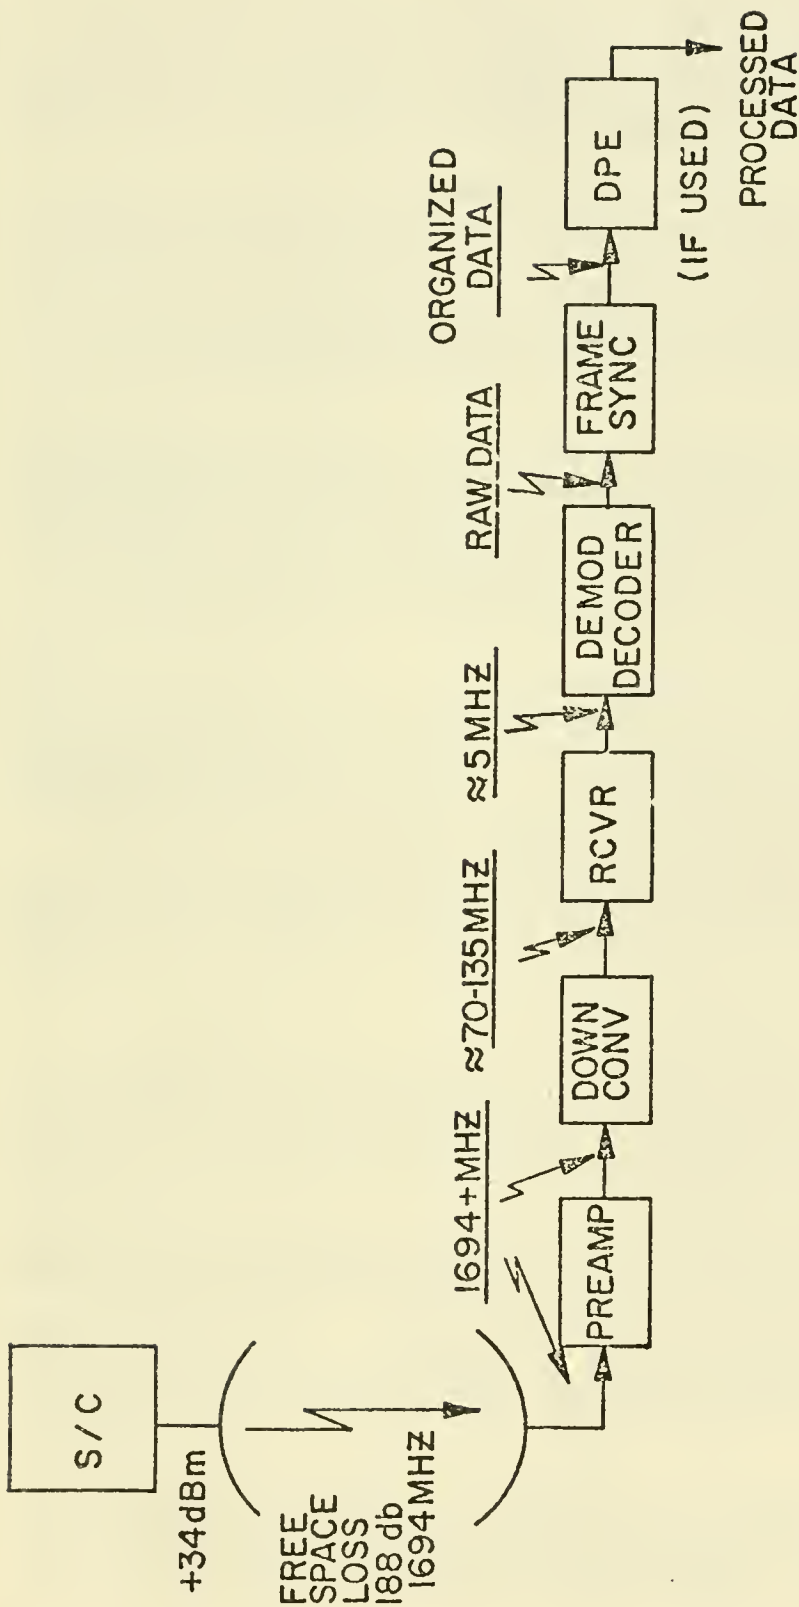 S/C
+34dBm
FREE
SPACE
LOSS
188 db
1694MHZ
1694+MHZ
PREAMP
DOWN
CONV
≈70-135MHZ
RCVR
≈5MHZ
DEMOD
DECODER
RAW DATA
FRAME
SYNC
ORGANIZED
DATA
DPE
(IF USED)
PROCESSED
DATA